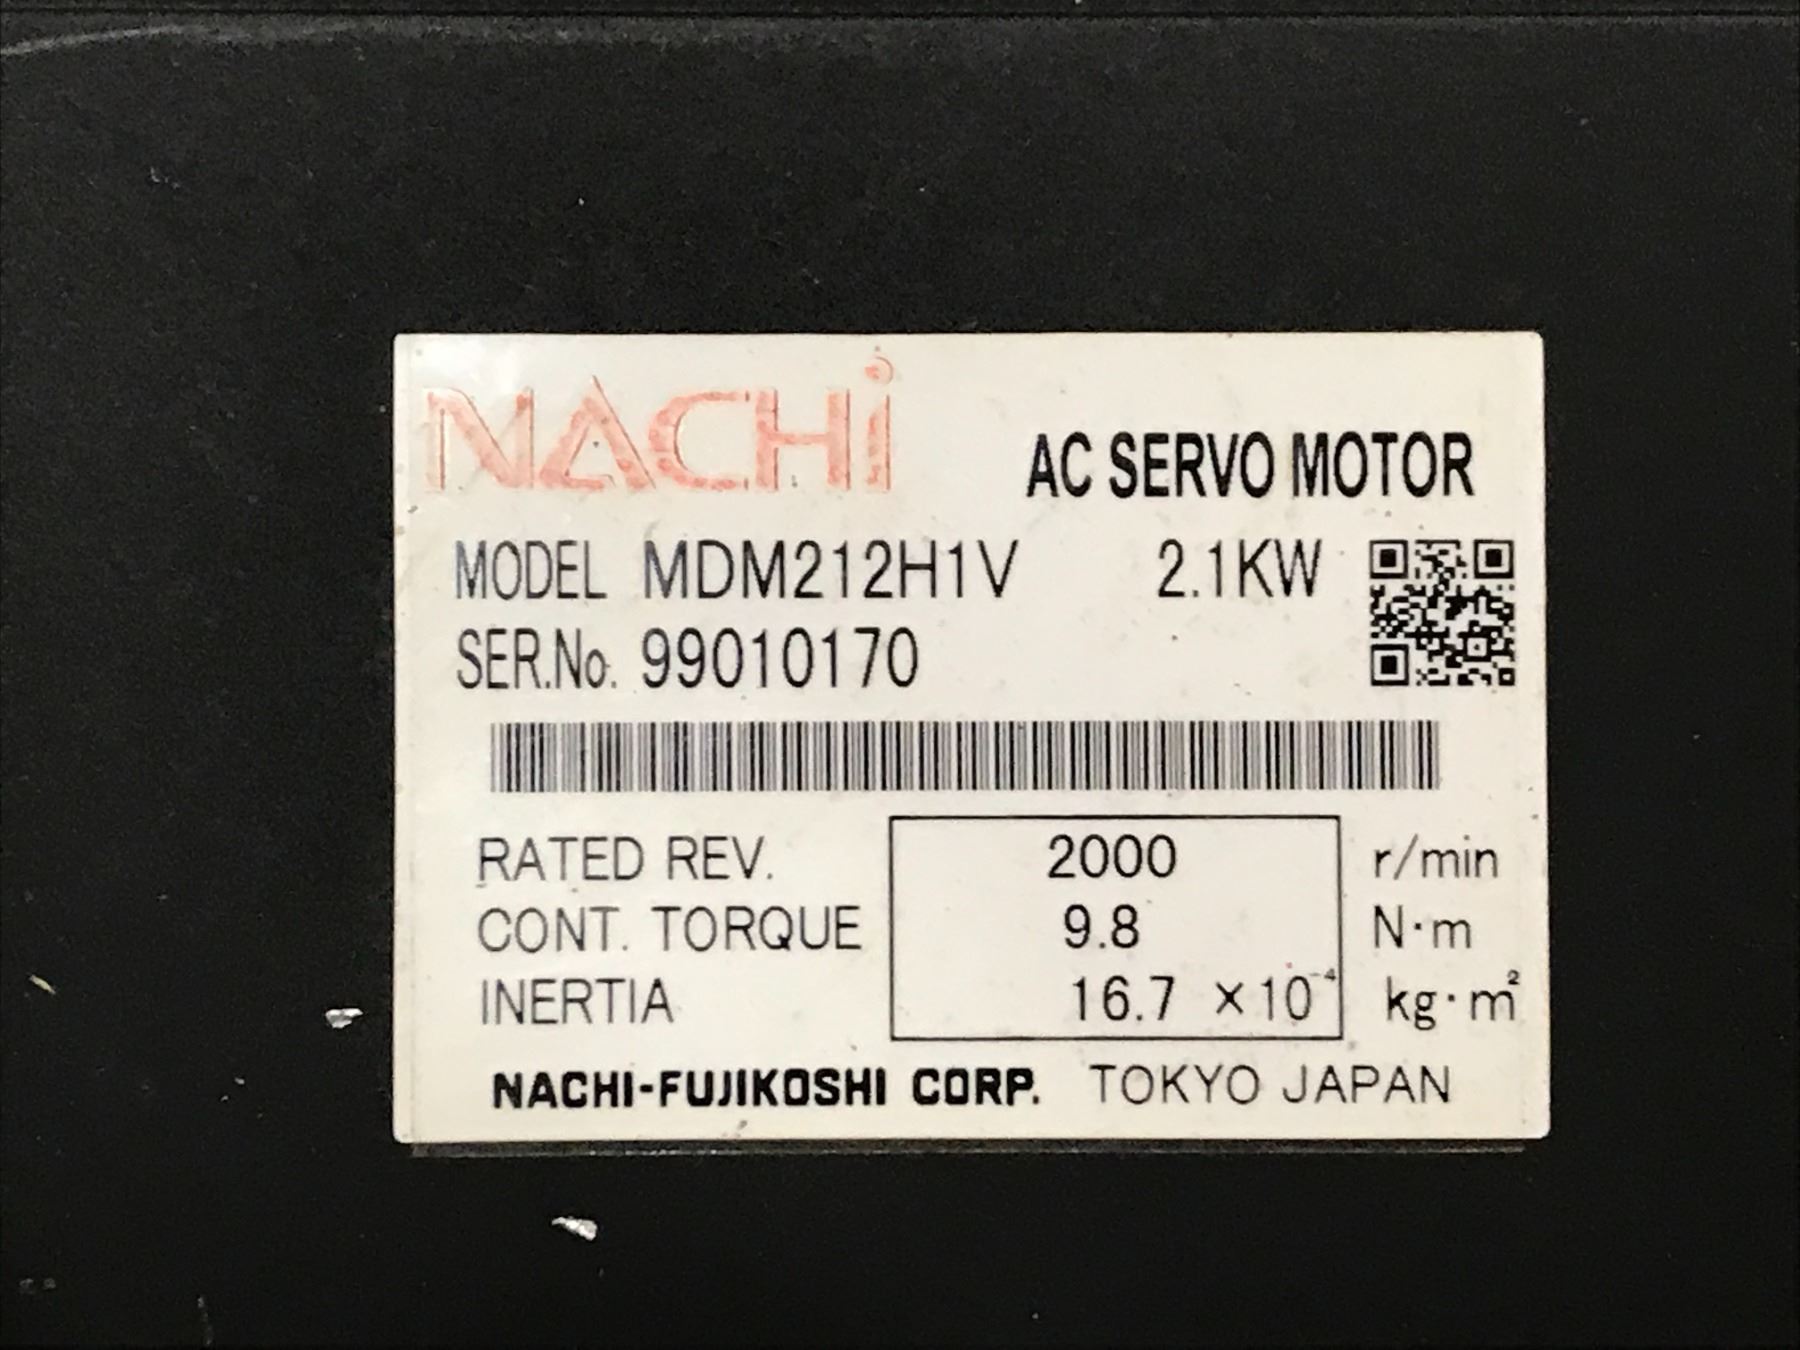 NACHi
AC SERVO MOTOR
MODEL MDM212H1V 2.1KW
SER.No. 99010170
RATED REV. 2000 r/min
CONT. TORQUE 9.8 N·m
INERTIA 16.7 ×10⁻⁴ kg·m²
NACHI-FUJIKOSHI CORP. TOKYO JAPAN